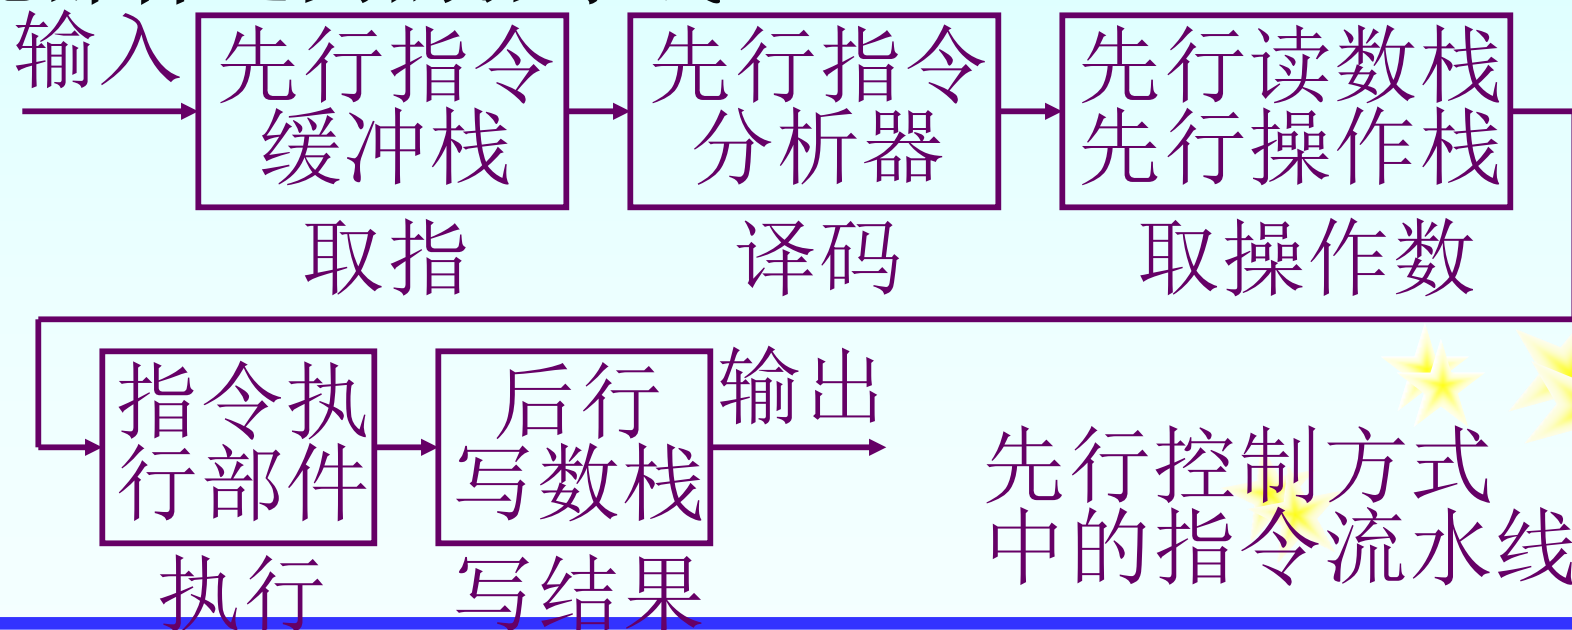 输入
先行指令
缓冲栈
取指
先行指令
分析器
译码
先行读数栈
先行操作栈
取操作数
指令执
行部件
执行
后行
写数栈
写结果
输出
先行控制方式
中的指令流水线